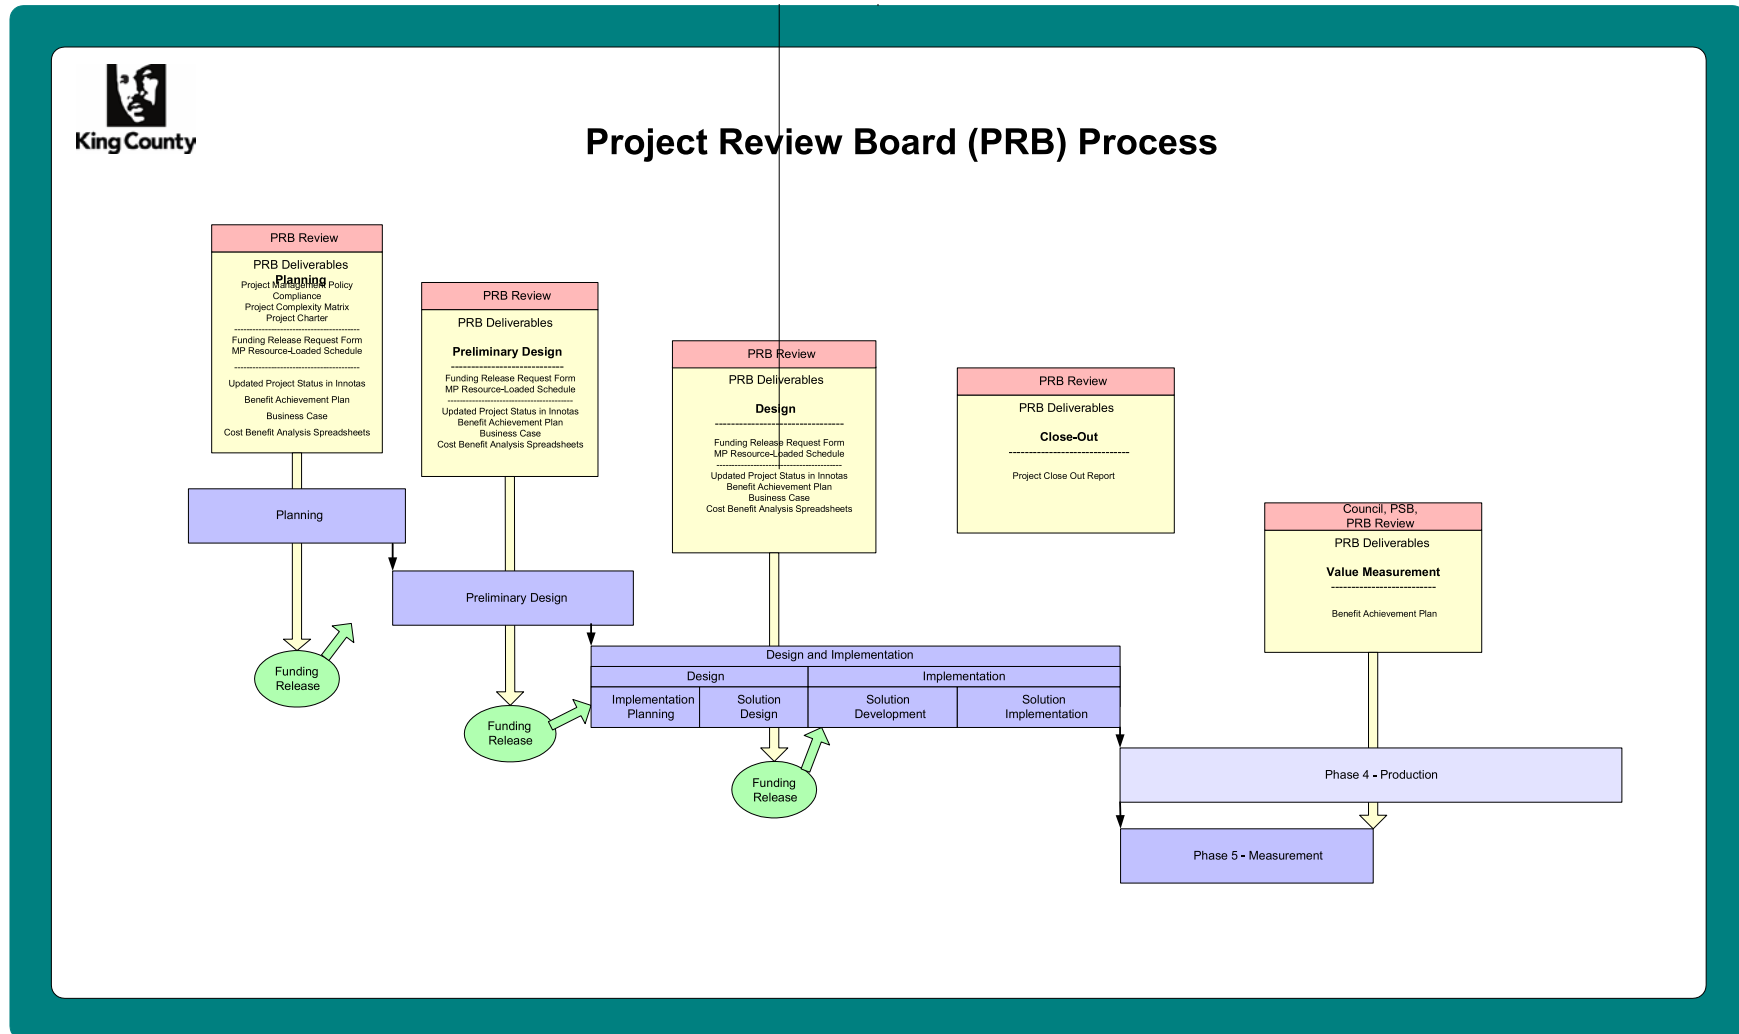 King County
Project Review Board (PRB) Process
PRB Review
PRB Deliverables
Planning
Project Management Policy
Compliance
Project Complexity Matrix
Project Charter
-----------------------------------------
Funding Release Request Form
MP Resource-Loaded Schedule
-----------------------------------------
Updated Project Status in Innotas
Benefit Achievement Plan
Business Case
Cost Benefit Analysis Spreadsheets
PRB Review
PRB Deliverables
Preliminary Design
----------------------------
Funding Release Request Form
MP Resource-Loaded Schedule
-----------------------------------------
Updated Project Status in Innotas
Benefit Achievement Plan
Business Case
Cost Benefit Analysis Spreadsheets
PRB Review
PRB Deliverables
Design
--------------------------------
Funding Release Request Form
MP Resource-Loaded Schedule
-----------------------------------------
Updated Project Status in Innotas
Benefit Achievement Plan
Business Case
Cost Benefit Analysis Spreadsheets
PRB Review
PRB Deliverables
Close-Out
------------------------------
Project Close Out Report
Council, PSB,
PRB Review
PRB Deliverables
Value Measurement
--------------------------
Benefit Achievement Plan
Planning
Preliminary Design
Funding
Release
Design and Implementation
Design
Implementation
Implementation
Planning
Solution
Design
Solution
Development
Solution
Implementation
Funding
Release
Funding
Release
Phase 4 - Production
Phase 5 - Measurement